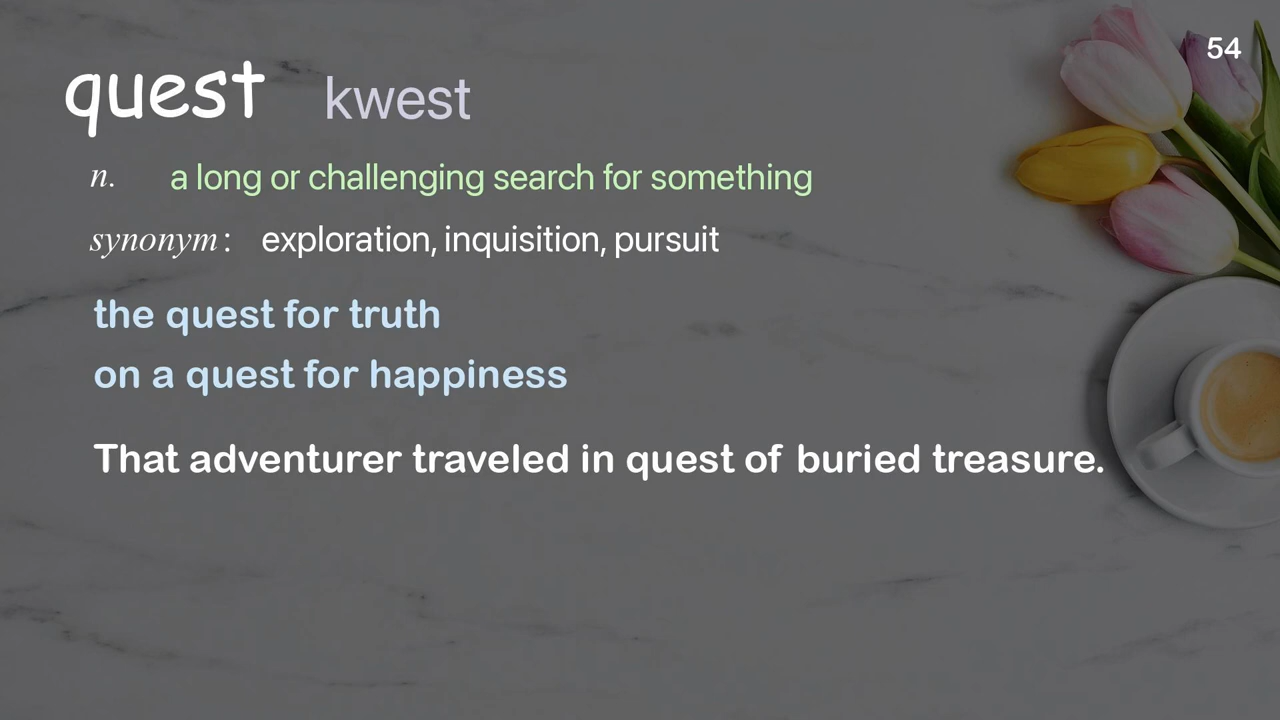 54
quest kwest
n. a long or challenging search for something
synonym: exploration, inquisition, pursuit
the quest for truth
on a quest for happiness
That adventurer traveled in quest of buried treasure.